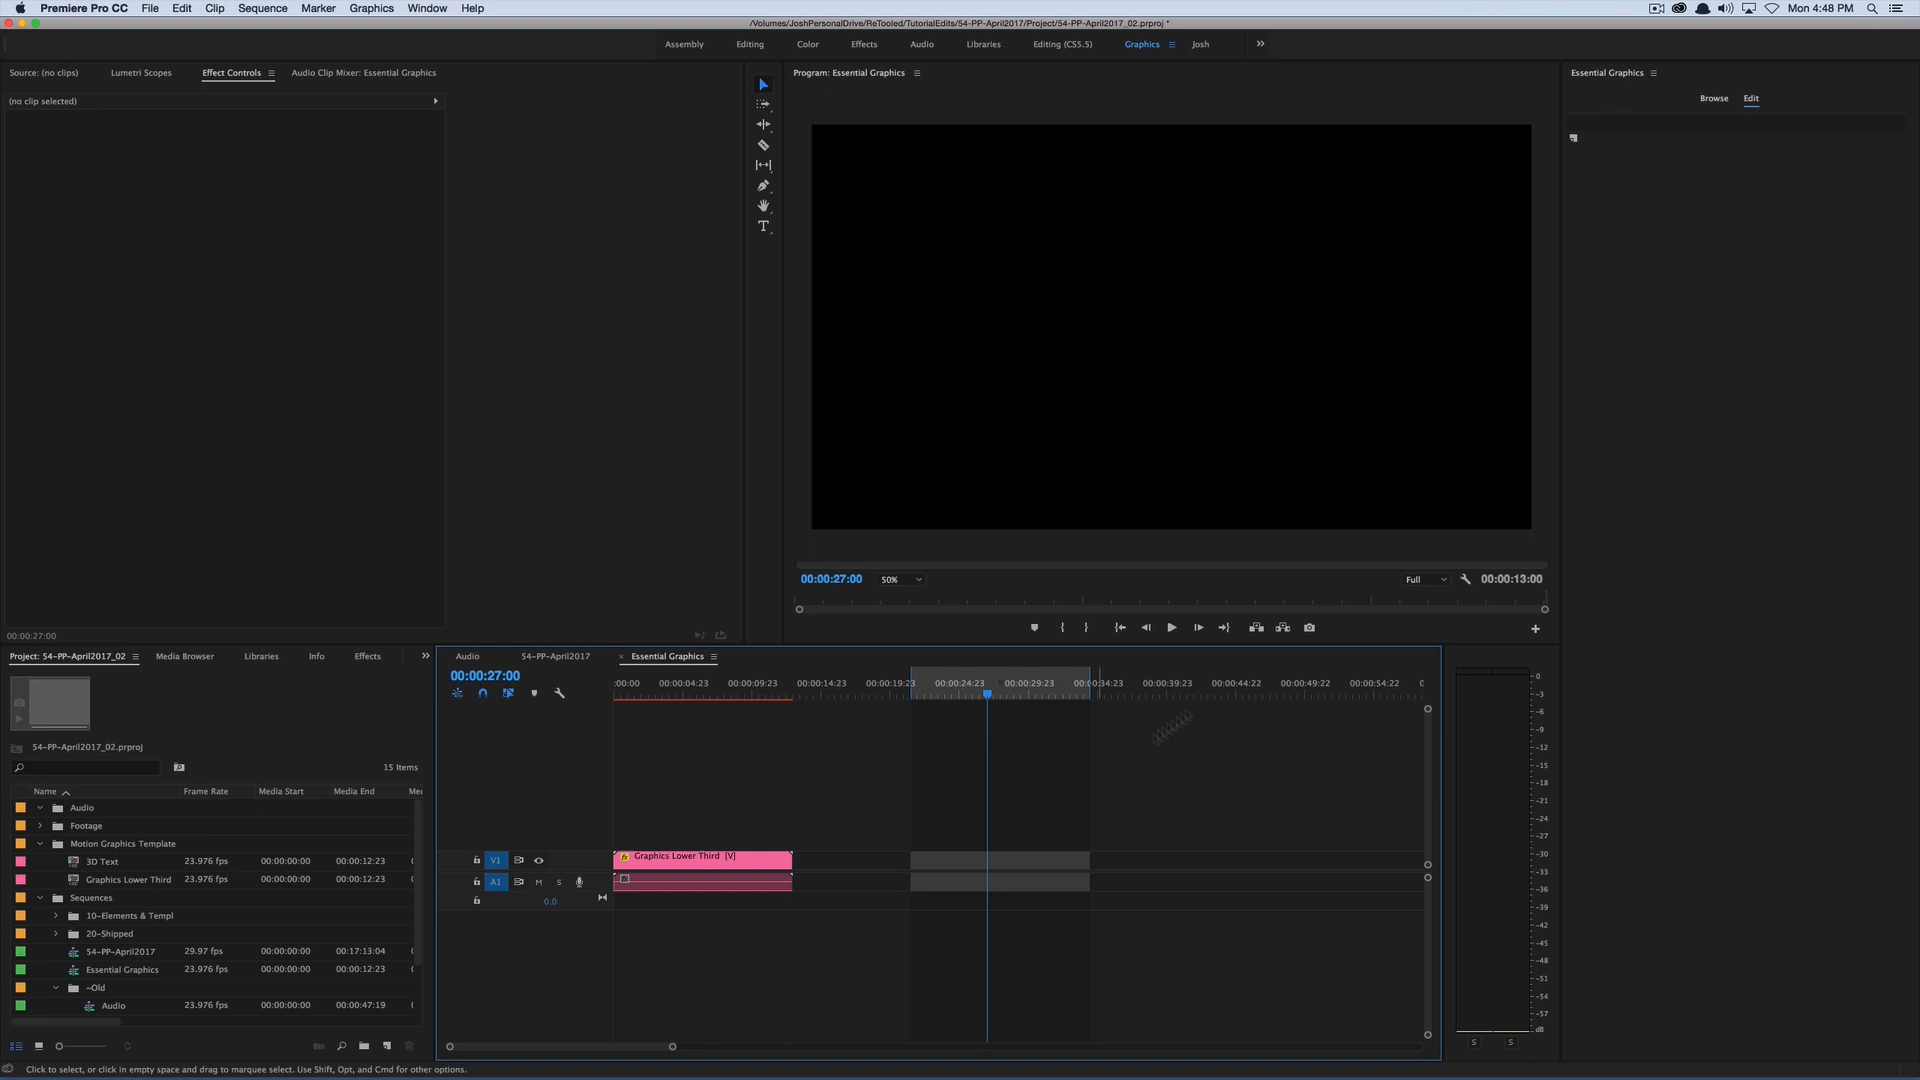 Premiere Pro CC File Edit Clip Sequence Marker Graphics Window Help Mon 4:48 PM
/Volumes/JoshPersonalDrive/ReTooled/TutorialEdits/54-PP-April2017/Project/54-PP-April2017_02.prproj *
Assembly Editing Color Effects Audio Libraries Editing (CS5.5) Graphics Josh
Source: (no clips) Lumetri Scopes Effect Controls Audio Clip Mixer: Essential Graphics
(no clip selected)
Program: Essential Graphics
Essential Graphics
Browse Edit
00:00:27:00 50% Full 00:00:13:00
00:00:27:00
Project: 54-PP-April2017_02 Media Browser Libraries Info Effects
54-PP-April2017_02.prproj
15 Items
Name Frame Rate Media Start Media End
Audio
Footage
Motion Graphics Template
3D Text 23.976 fps 00:00:00:00 00:00:12:23
Graphics Lower Third 23.976 fps 00:00:00:00 00:00:12:23
Sequences
10-Elements & Templ
20-Shipped
54-PP-April2017 29.97 fps 00:00:00:00 00:17:13:04
Essential Graphics 23.976 fps 00:00:00:00 00:00:12:23
~Old
Audio 23.976 fps 00:00:00:00 00:00:47:19
Audio 54-PP-April2017 × Essential Graphics
00:00:27:00
:00:00 00:00:04:23 00:00:09:23 00:00:14:23 00:00:19:23 00:00:24:23 00:00:29:23 00:00:34:23 00:00:39:23 00:00:44:22 00:00:49:22 00:00:54:22
V1 fx Graphics Lower Third [V]
A1 M S
0.0
0
-3
-6
-9
-12
-15
-18
-21
-24
-27
-30
-33
-36
-39
-42
-45
-48
-51
-54
-57
dB
S S
Click to select, or click in empty space and drag to marquee select. Use Shift, Opt, and Cmd for other options.